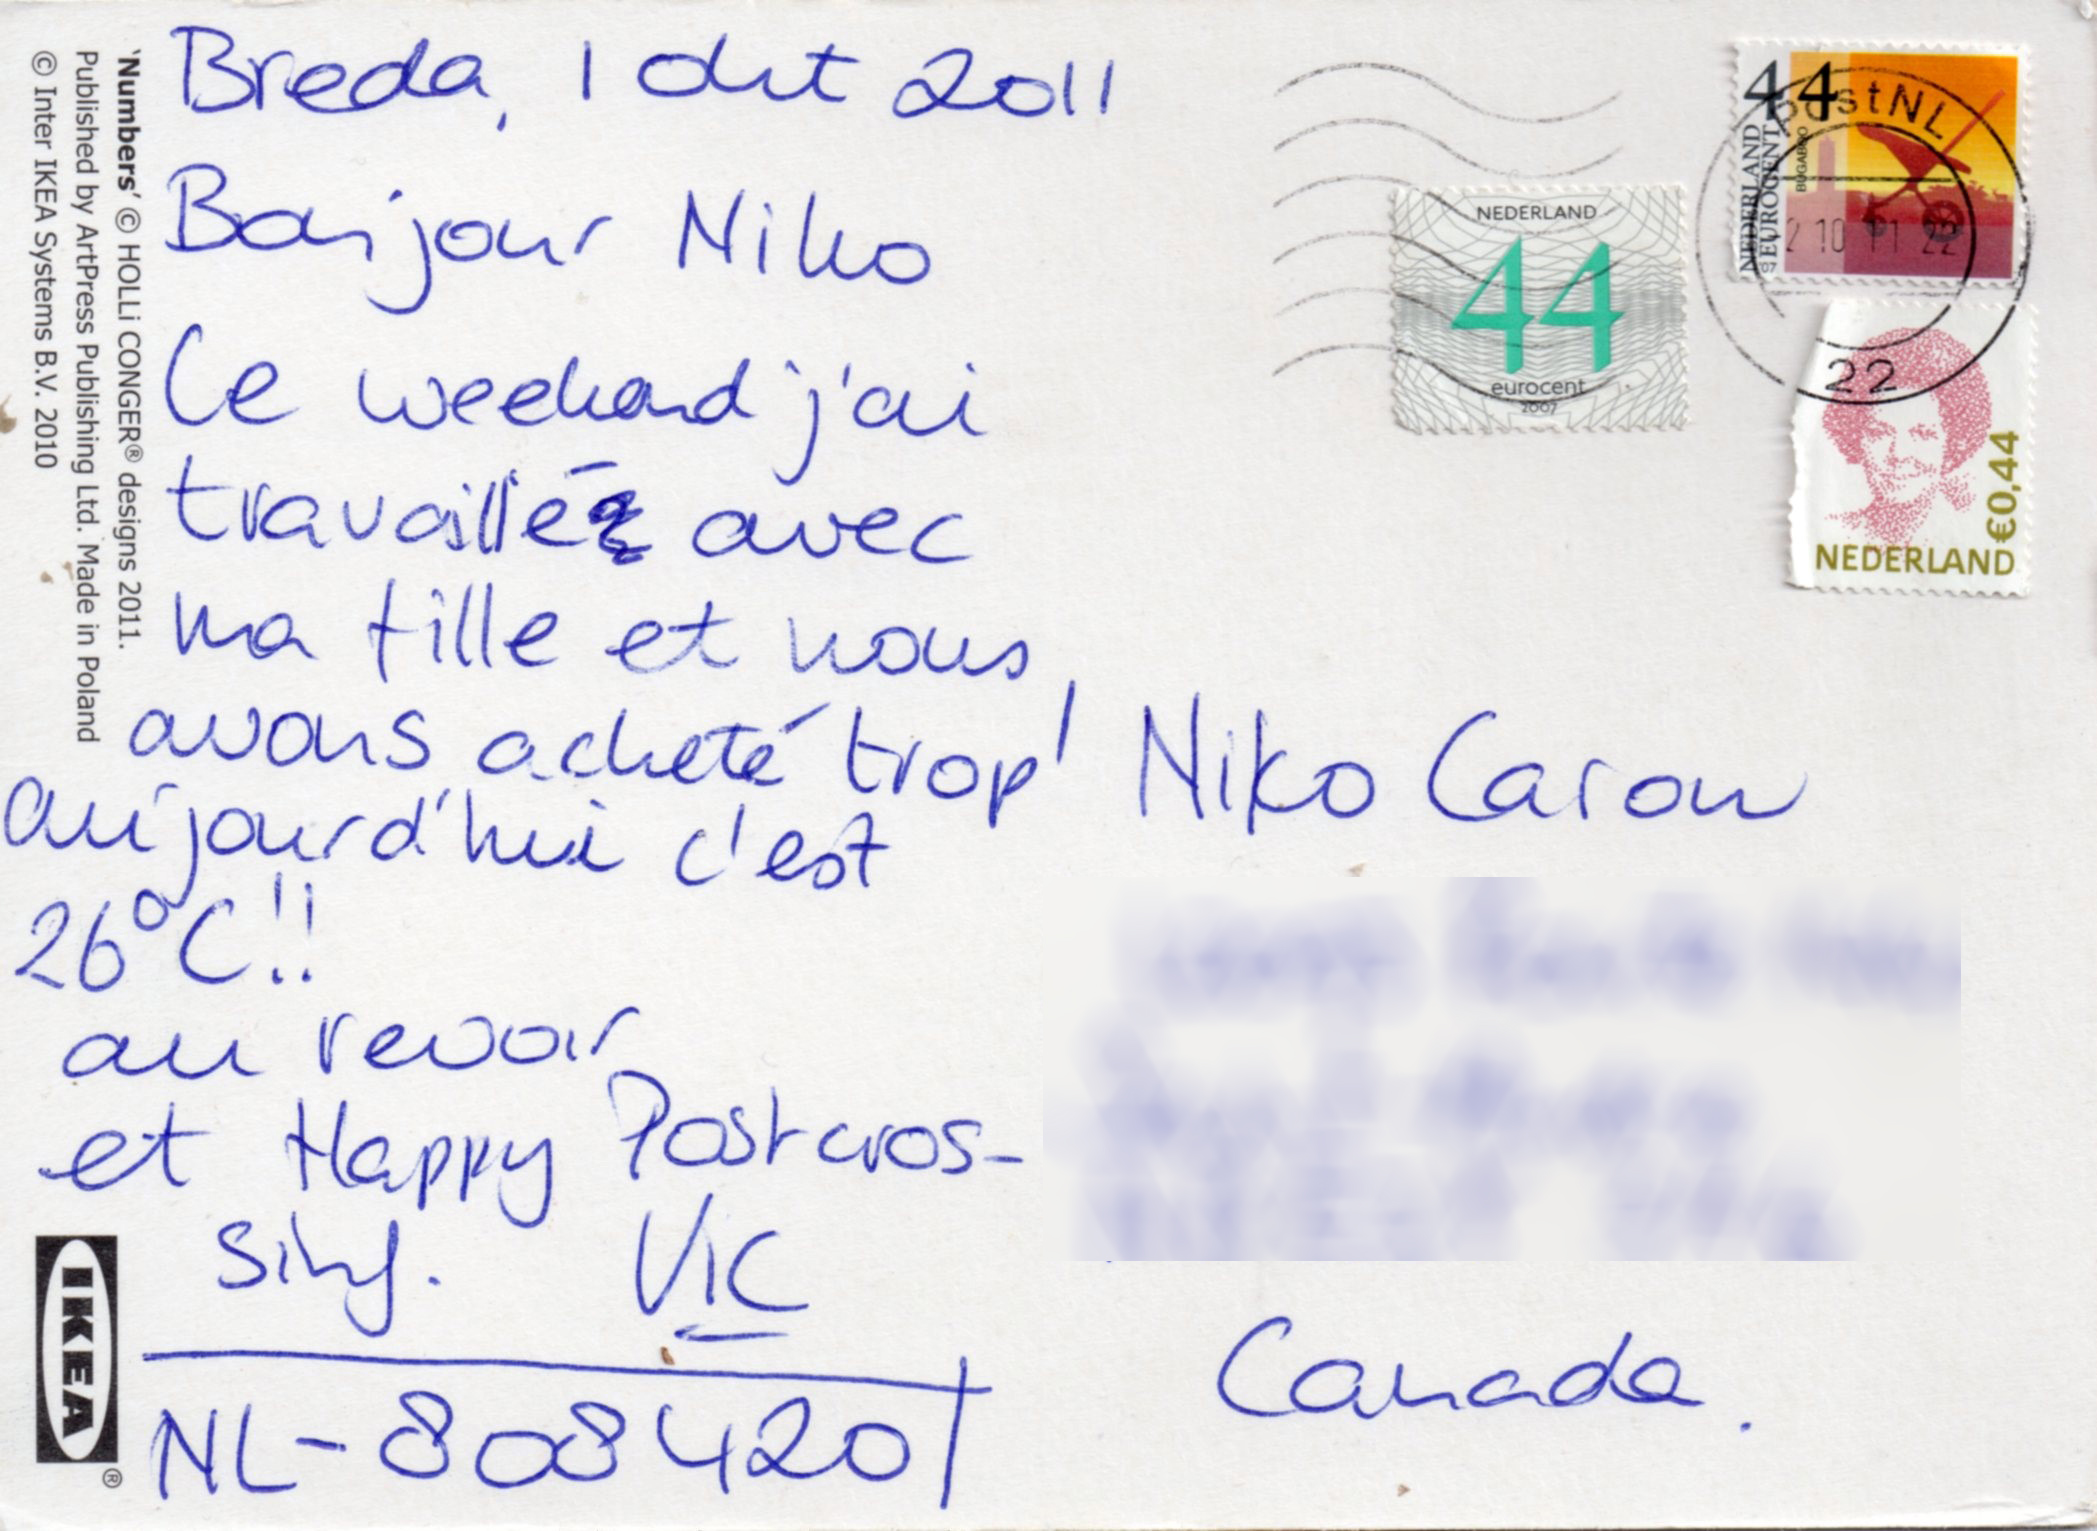 Breda, 1 okt 2011
Bonjour Niko
Ce weekend j'ai
travaillé avec
ma fille et nous
avons acheté trop!
aujourd'hui c'est
26°C!!
au revoir
et Happy Postcros-
sing. VIC
NL-808420
Niko Caron
Canada.
'Numbers' © HOLLi CONGER® designs 2011.
Published by ArtPress Publishing Ltd. Made in Poland
© Inter IKEA Systems B.V. 2010
IKEA®
NEDERLAND
44
eurocent
2007
44
NEDERLAND
EUROCENT
PostNL
2 10 11 22
22
€0,44
NEDERLAND